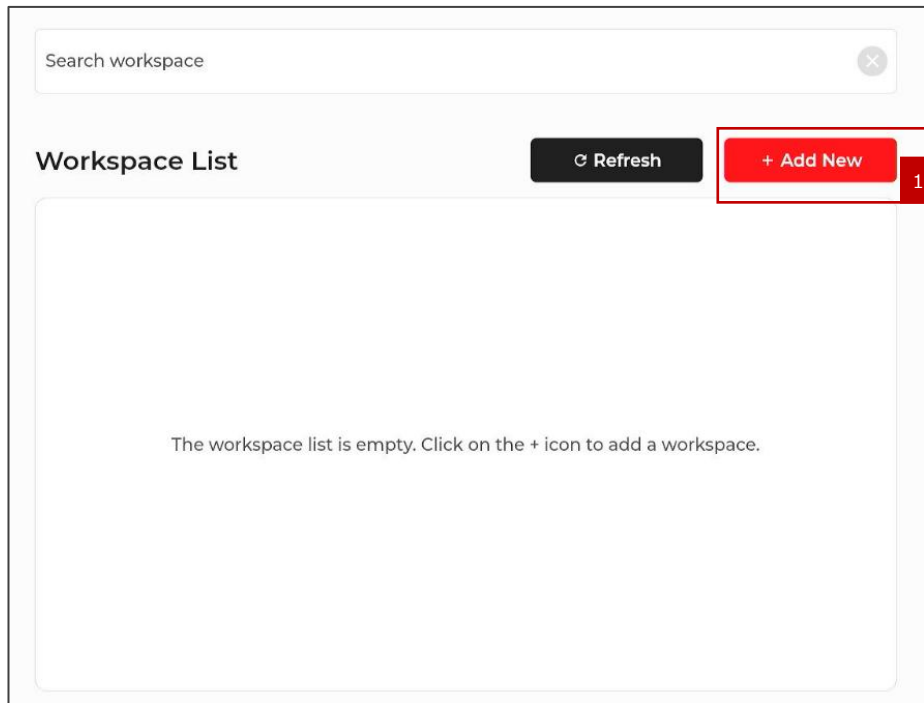 Search workspace
Workspace List
Refresh
+ Add New
1
The workspace list is empty. Click on the + icon to add a workspace.